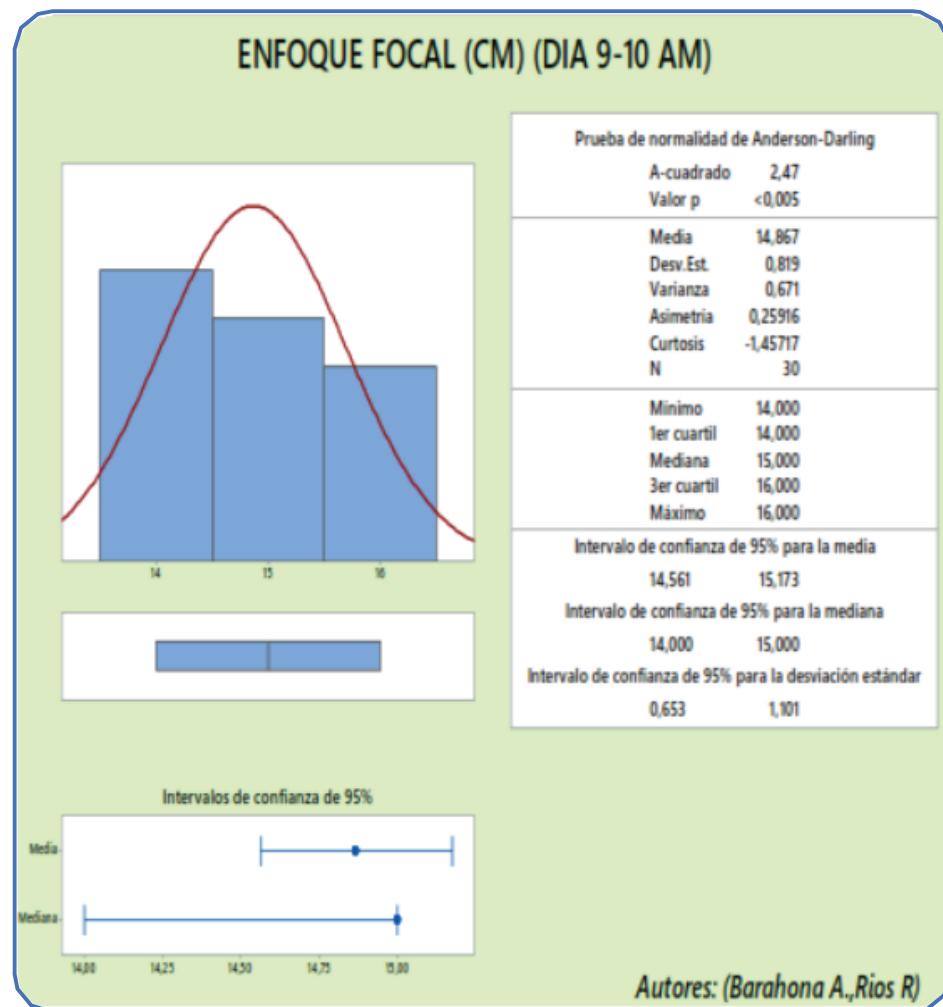 ENFOQUE FOCAL (CM) (DIA 9-10 AM)
Prueba de normalidad de Anderson-Darling
A-cuadrado 2,47
Valor p <0,005
Media 14,867
Desv.Est. 0,819
Varianza 0,671
Asimetría 0,25916
Curtosis -1,45717
N 30
Mínimo 14,000
1er cuartil 14,000
Mediana 15,000
3er cuartil 16,000
Máximo 16,000
Intervalo de confianza de 95% para la media
14,561 15,173
Intervalo de confianza de 95% para la mediana
14,000 15,000
Intervalo de confianza de 95% para la desviación estándar
0,653 1,101
14 15 16
Intervalos de confianza de 95%
Media
Mediana
14,00 14,25 14,50 14,75 15,00
Autores: (Barahona A.,Rios R)